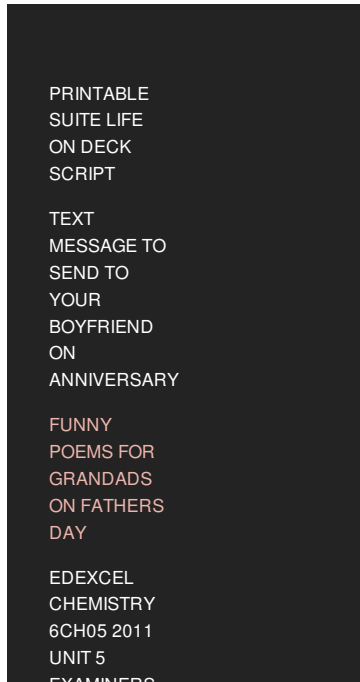 PRINTABLE
SUITE LIFE
ON DECK
SCRIPT
TEXT
MESSAGE TO
SEND TO
YOUR
BOYFRIEND
ON
ANNIVERSARY
FUNNY
POEMS FOR
GRANDADS
ON FATHERS
DAY
EDEXCEL
CHEMISTRY
6CH05 2011
UNIT 5
EXAMINERS